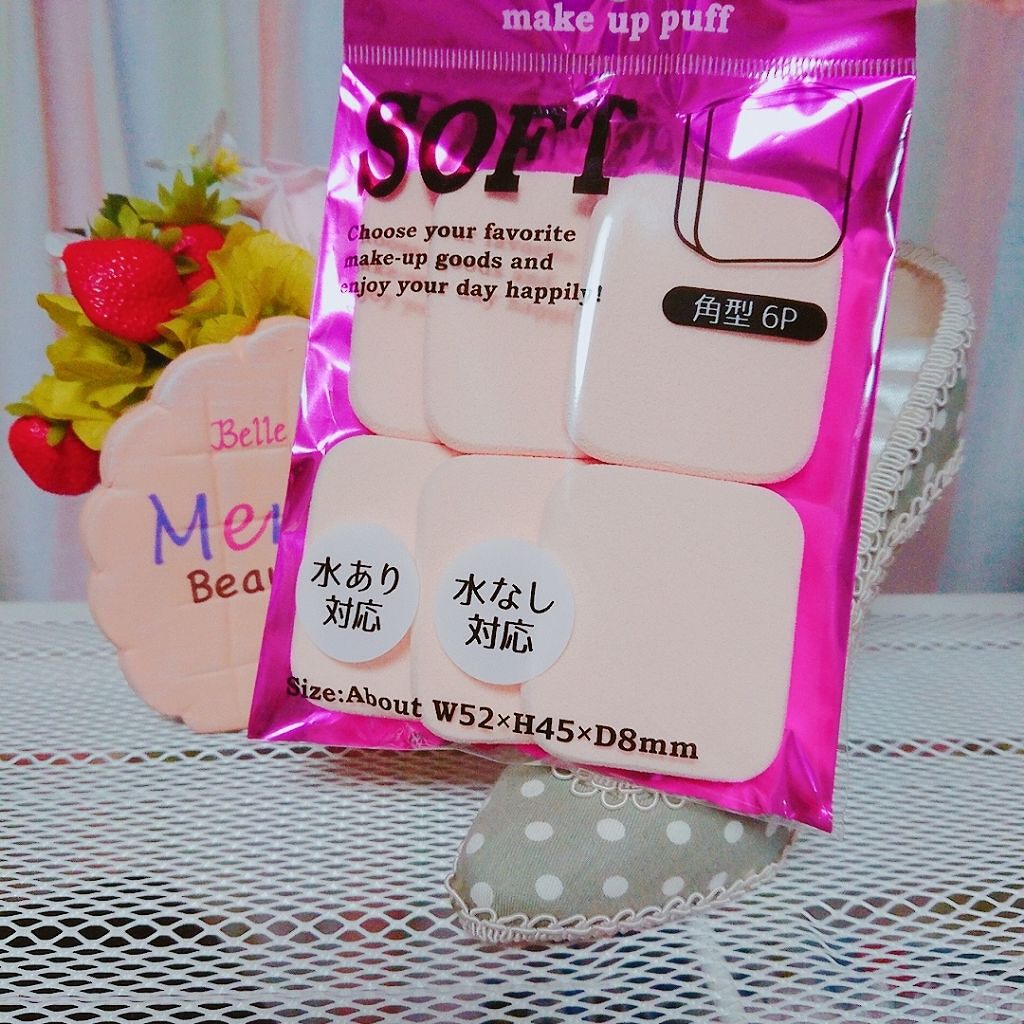 make up puff
SOFT
Choose your favorite
make-up goods and
enjoy your day happily!
角型 6P
Belle
Beau
水あり
対応
水なし
対応
Size:About W52×H45×D8mm